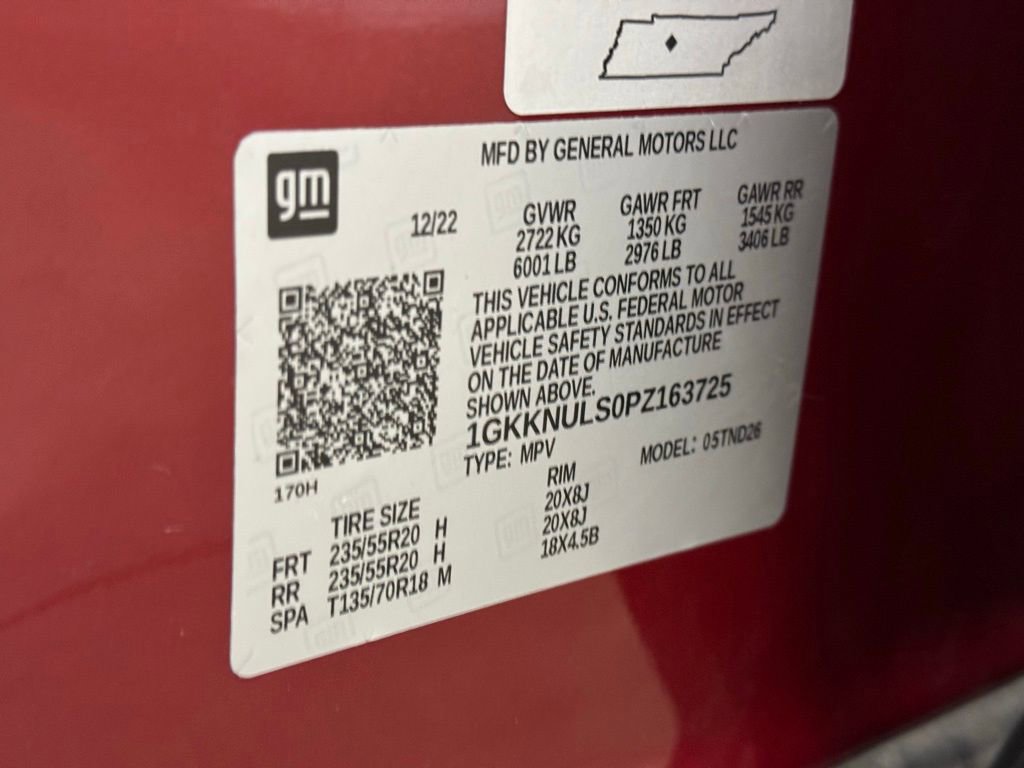 gm
MFD BY GENERAL MOTORS LLC
12/22
GVWR GAWR FRT GAWR RR
2722 KG 1350 KG 1545 KG
6001 LB 2976 LB 3406 LB
THIS VEHICLE CONFORMS TO ALL
APPLICABLE U.S. FEDERAL MOTOR
VEHICLE SAFETY STANDARDS IN EFFECT
ON THE DATE OF MANUFACTURE
SHOWN ABOVE.
1GKKNULS0PZ163725
TYPE: MPV MODEL: 05TND26
170H
TIRE SIZE RIM
FRT 235/55R20 H 20X8J
RR 235/55R20 H 20X8J
SPA T135/70R18 M 18X4.5B